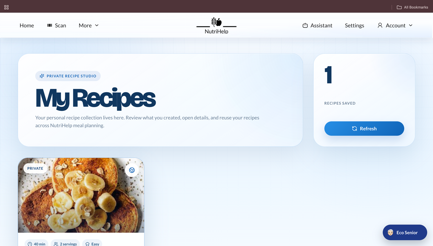 All Bookmarks
Home
Scan
More
NutriHelp
Assistant
Settings
Account
PRIVATE RECIPE STUDIO
My Recipes
Your personal recipe collection lives here. Review what you created, open details, and reuse your recipes
across NutriHelp meal planning.
1
RECIPES SAVED
Refresh
PRIVATE
40 min
2 servings
Easy
Eco Senior